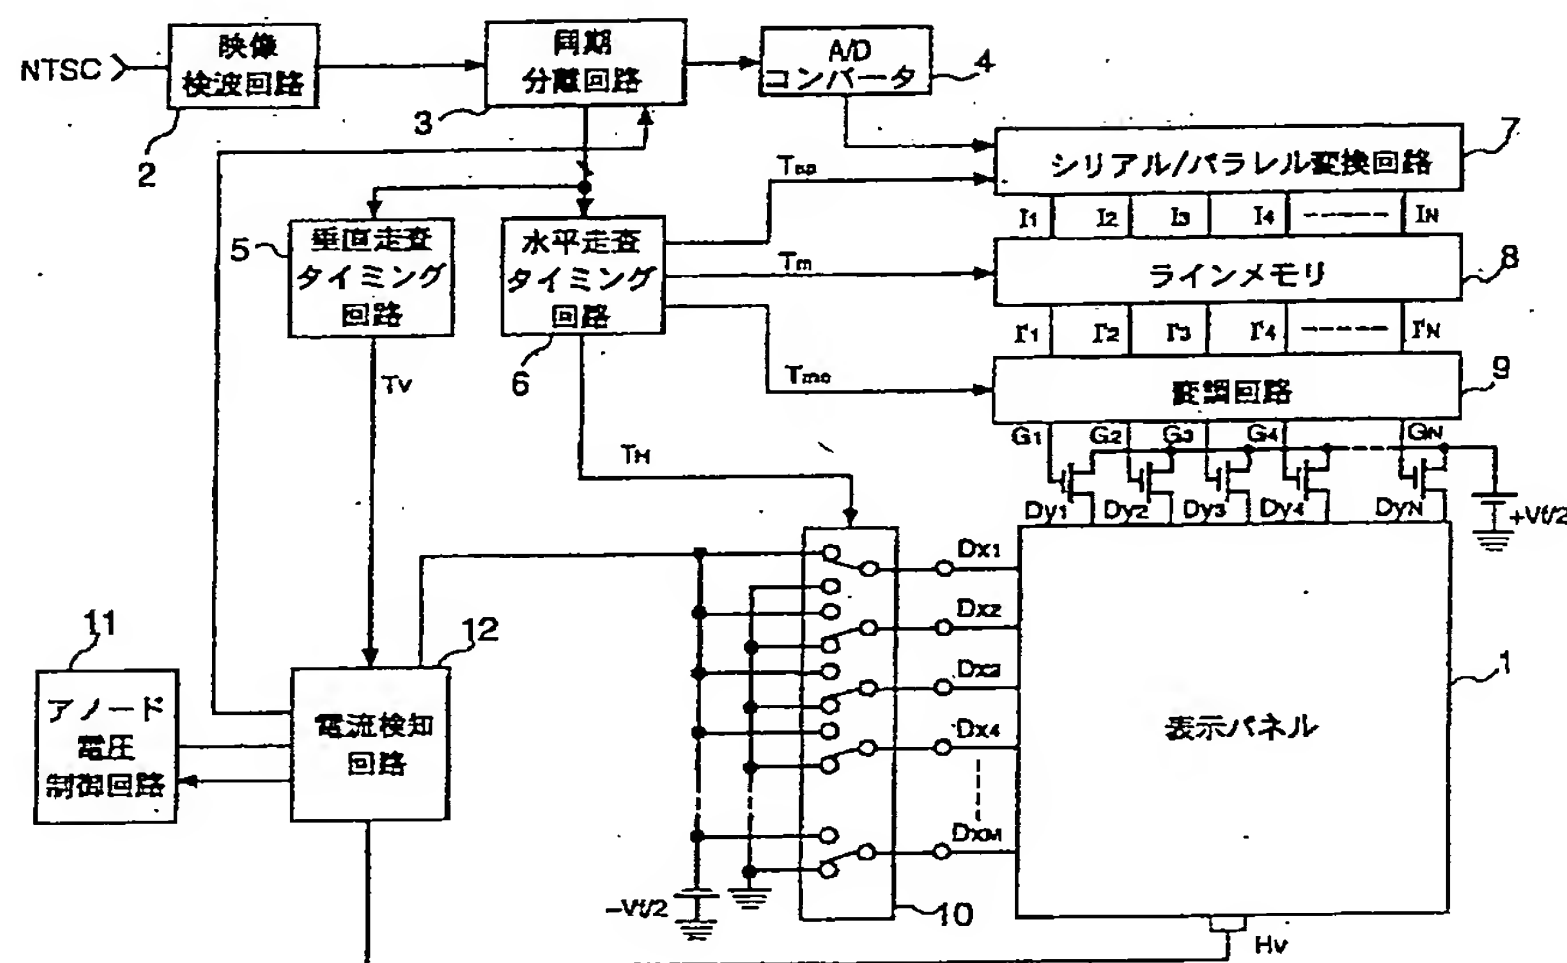 NTSC
映像
検波回路
2
同期
分離回路
3
A/D
コンバータ
4
シリアル/パラレル変換回路
7
I1 I2 I3 I4 IN
ラインメモリ
8
I'1 I'2 I'3 I'4 I'N
変調回路
9
5
垂直走査
タイミング
回路
水平走査
タイミング
回路
6
Tm
TV
TH
G1 G2 G3 G4 GN
Dy1 Dy2 Dy3 Dy4 DyN
+Vf/2
Dx1
Dx2
Dx3
Dx4
DxM
表示パネル
1
11
アノード
電圧
制御回路
12
電流検知
回路
-Vf/2
10
Hv